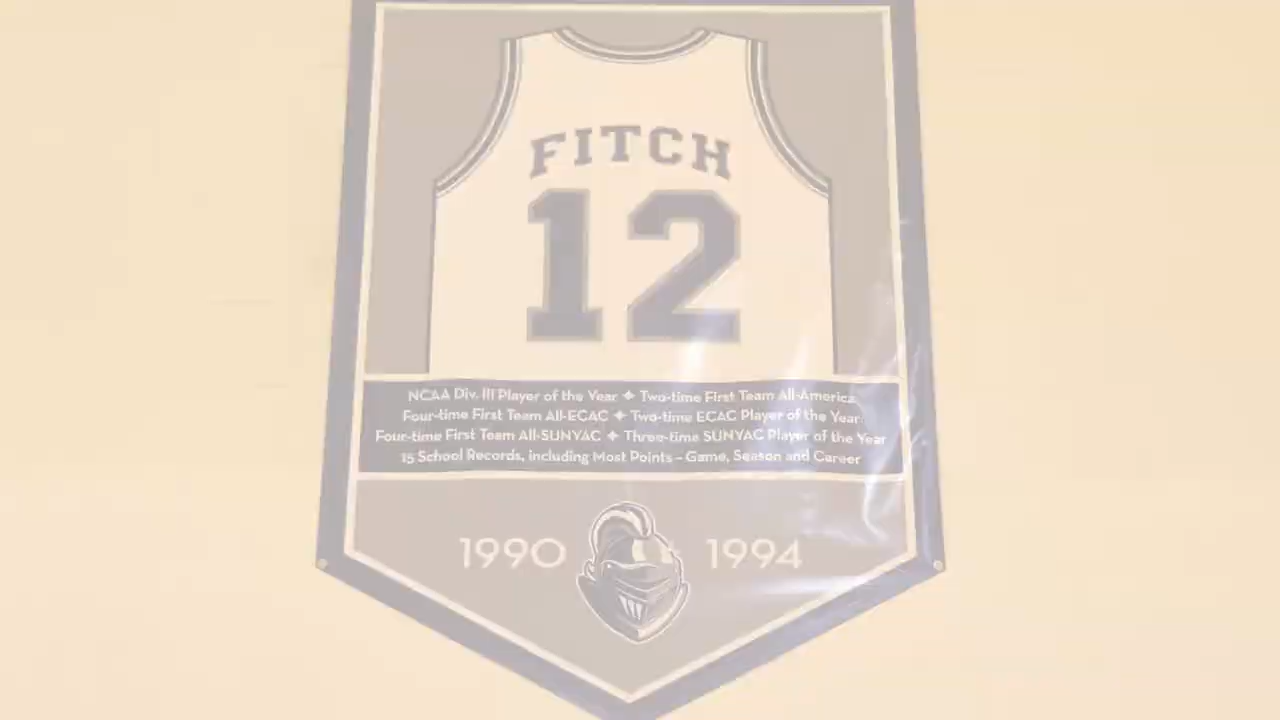 FITCH
12
NCAA Div. III Player of the Year ✦ Two-time First Team All-America
Four-time First Team All-ECAC ✦ Two-time ECAC Player of the Year
Four-time First Team All-SUNYAC ✦ Three-time SUNYAC Player of the Year
15 School Records, including Most Points – Game, Season and Career
1990 1994